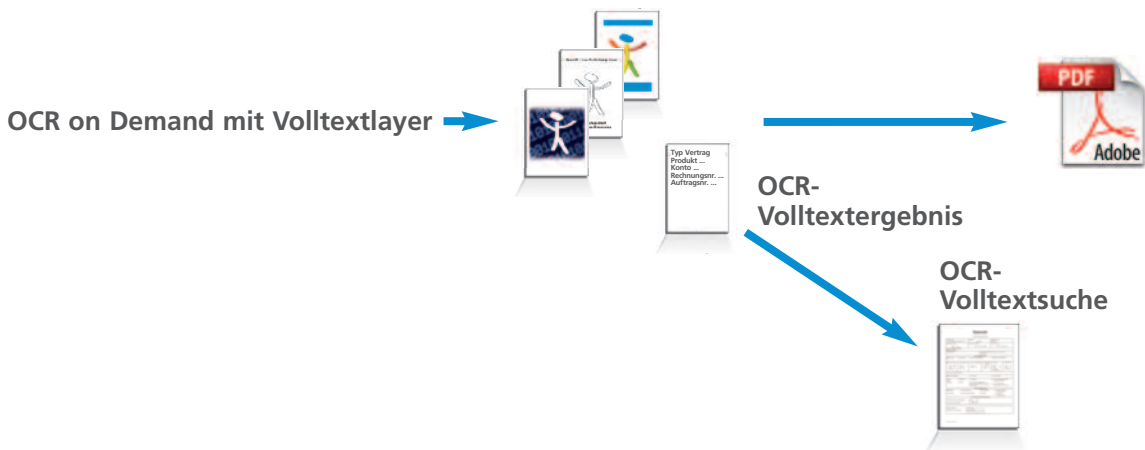 OCR on Demand mit Volltextlayer
PDF
Adobe
Typ Vertrag
Produkt ...
Konto ...
Rechnungsnr. ...
Auftragsnr. ...
OCR-
Volltextergebnis
OCR-
Volltextsuche